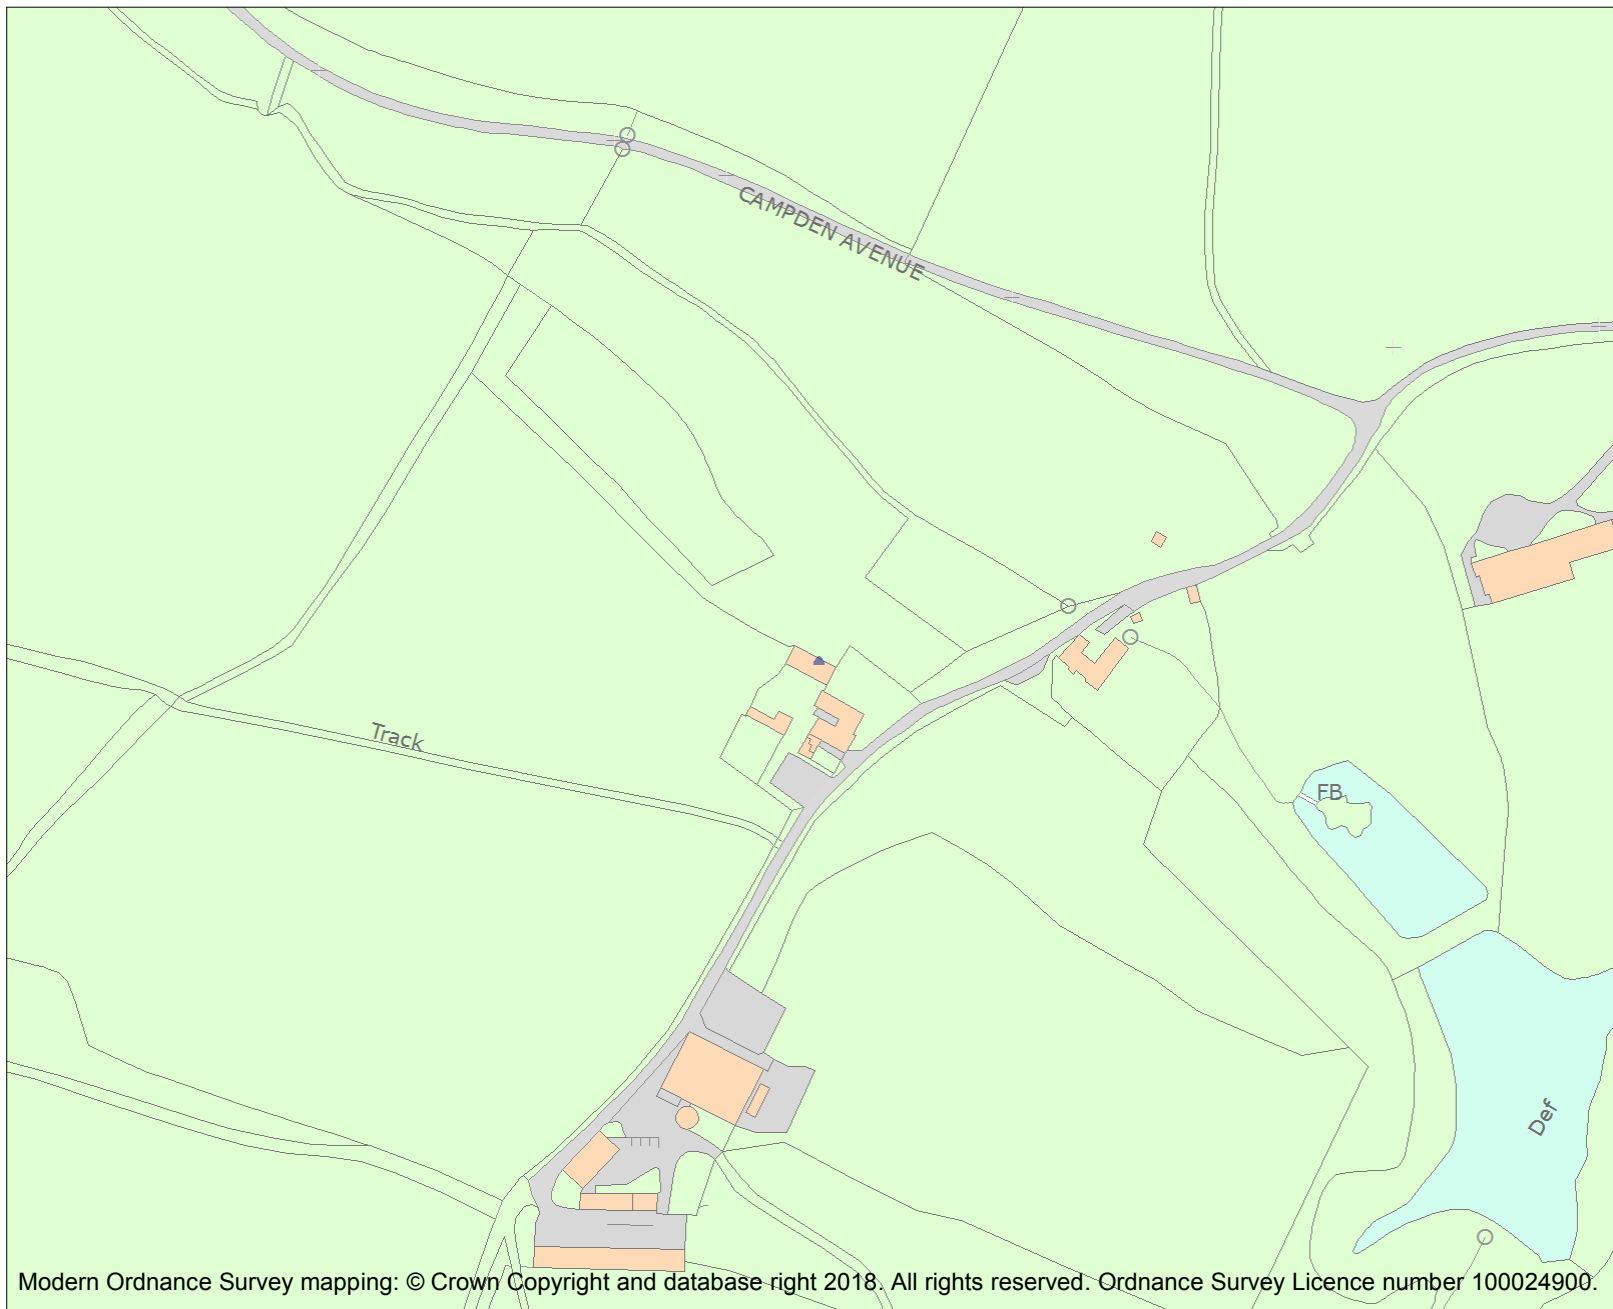 CAMPDEN AVENUE
Track
FB
Def
Modern Ordnance Survey mapping: © Crown Copyright and database right 2018. All rights reserved. Ordnance Survey Licence number 100024900.